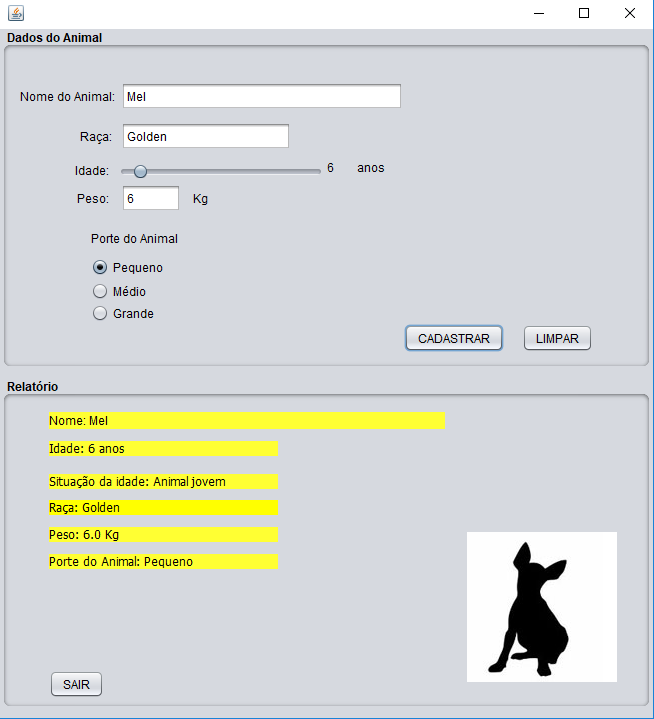 Dados do Animal
Nome do Animal: Mel
Raça: Golden
Idade: 6 anos
Peso: 6 Kg
Porte do Animal
Pequeno
Médio
Grande
CADASTRAR LIMPAR
Relatório
Nome: Mel
Idade: 6 anos
Situação da idade: Animal jovem
Raça: Golden
Peso: 6.0 Kg
Porte do Animal: Pequeno
SAIR